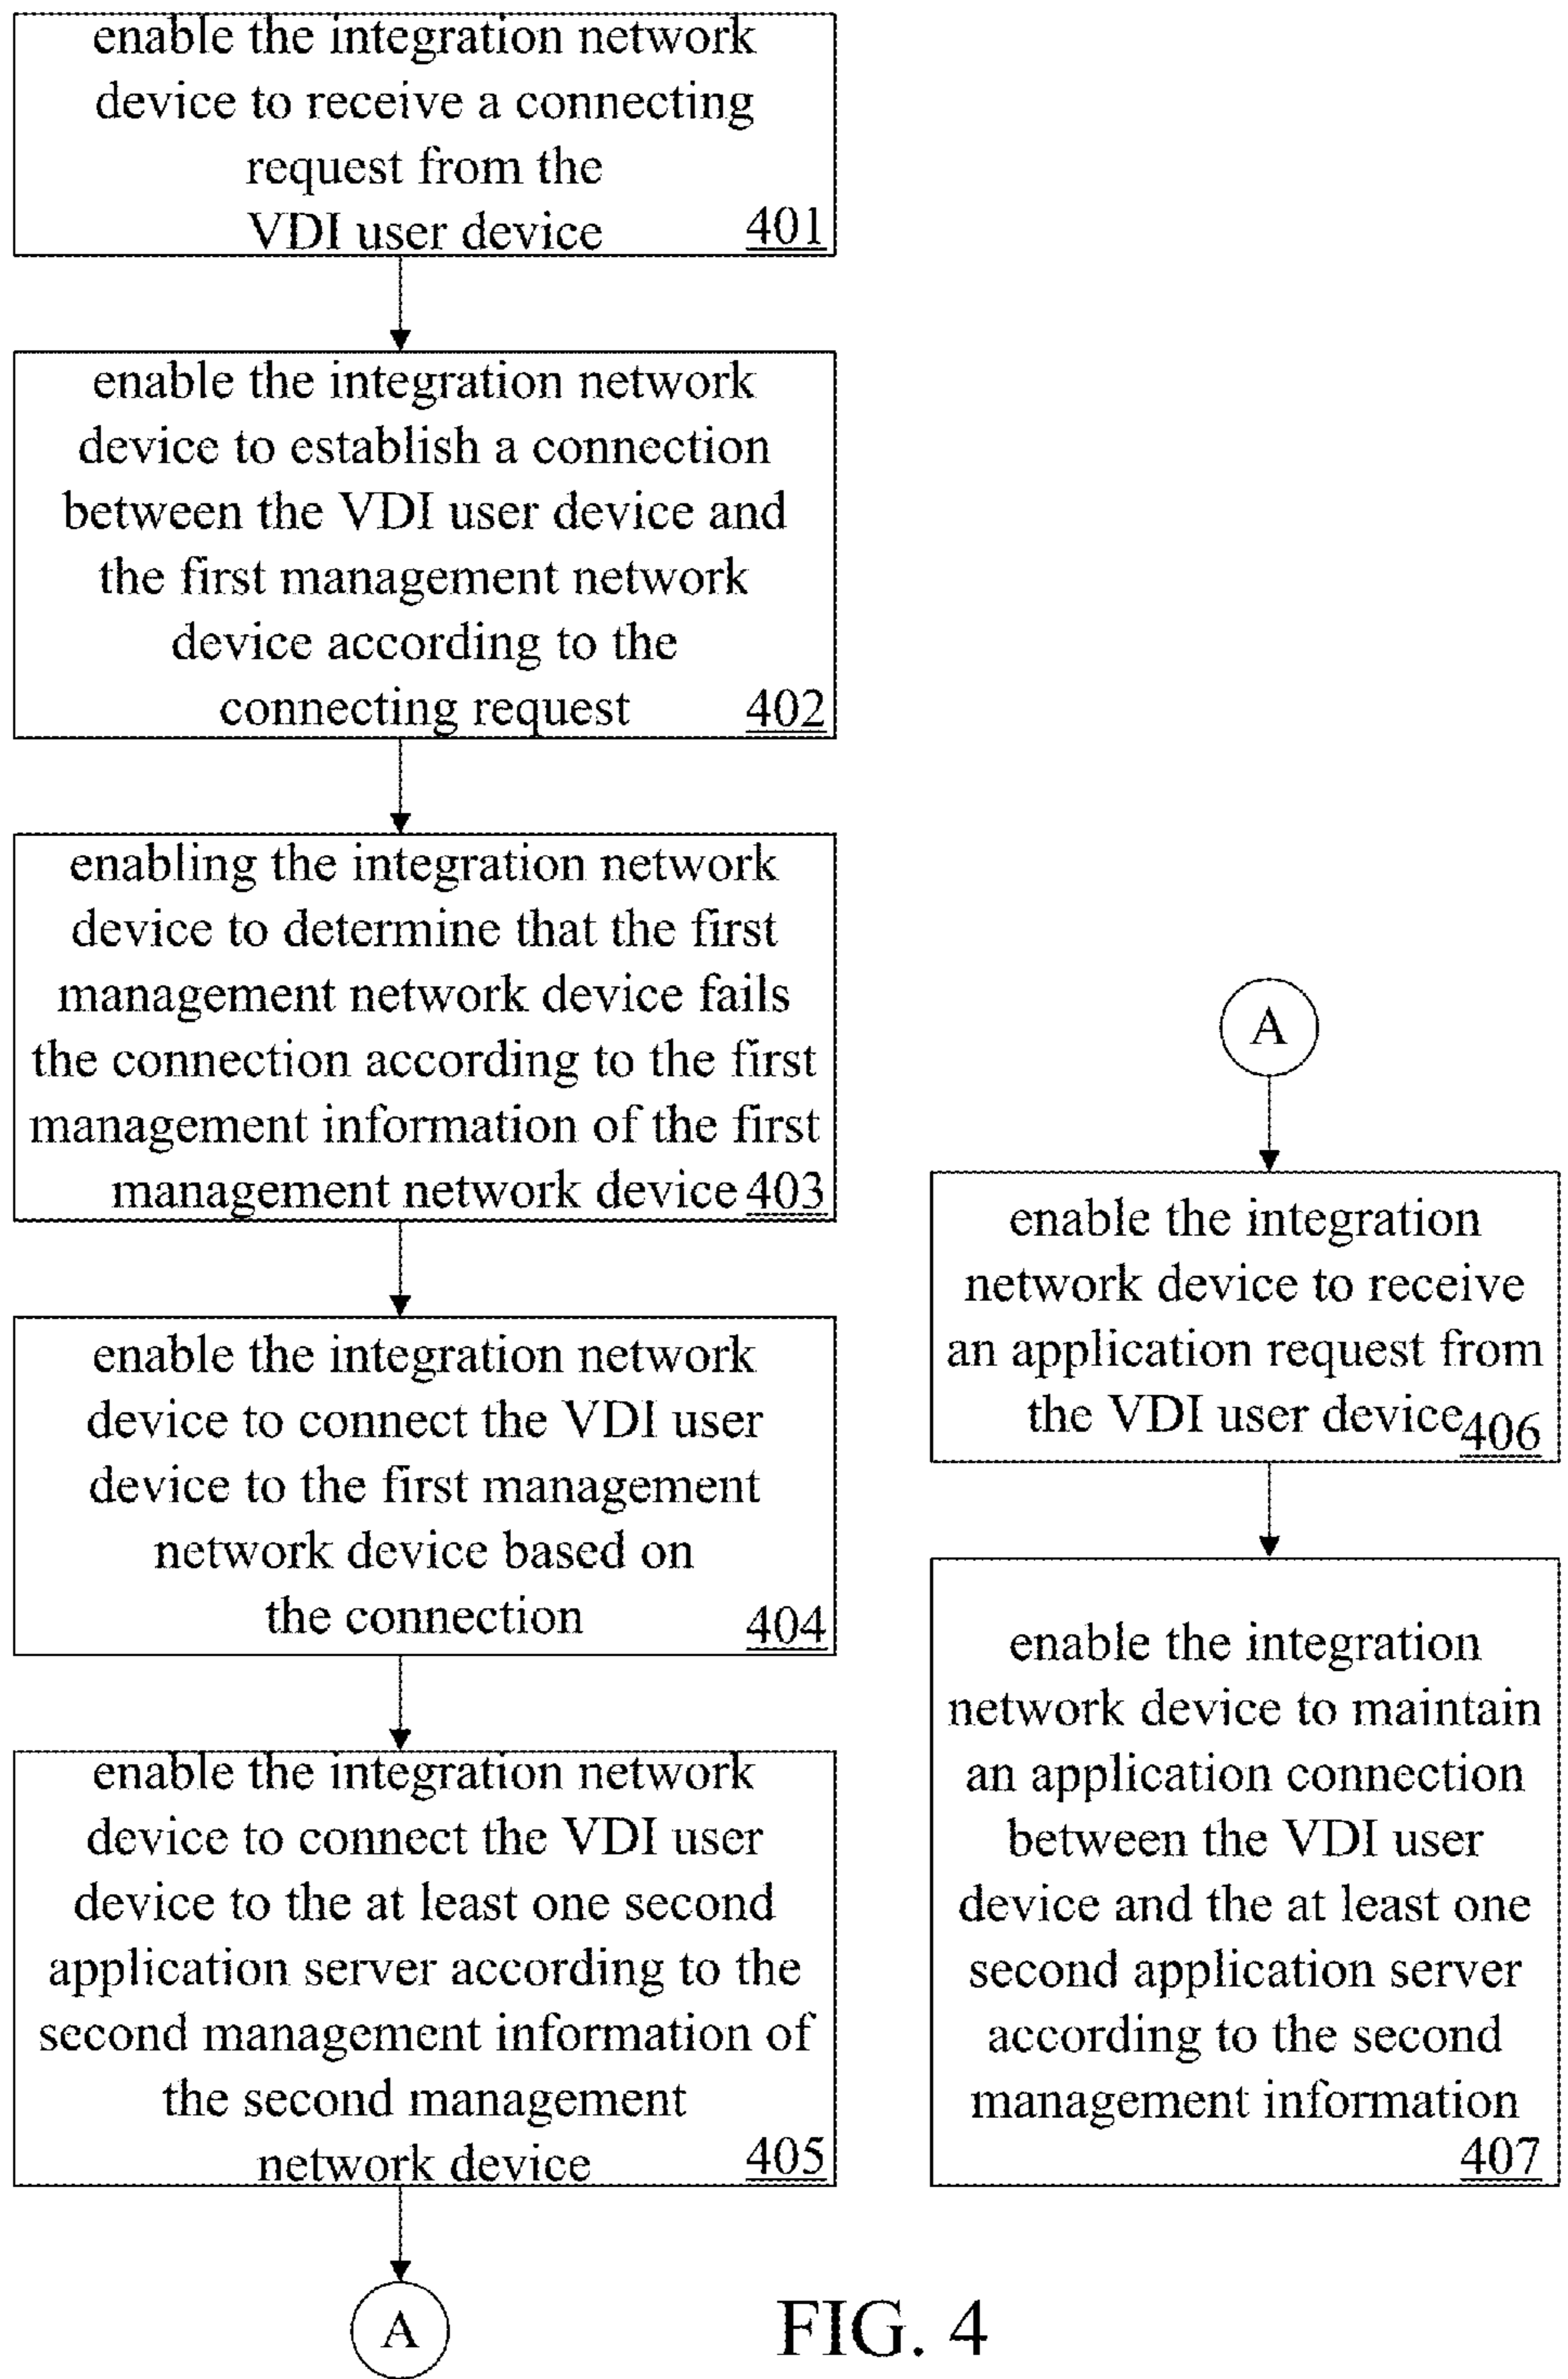 enable the integration network
device to receive a connecting
request from the
VDI user device 401
enable the integration network
device to establish a connection
between the VDI user device and
the first management network
device according to the
connecting request 402
enabling the integration network
device to determine that the first
management network device fails
the connection according to the first
management information of the first
management network device 403
enable the integration network
device to connect the VDI user
device to the first management
network device based on
the connection 404
enable the integration network
device to connect the VDI user
device to the at least one second
application server according to the
second management information of
the second management
network device 405
A
A
enable the integration
network device to receive
an application request from
the VDI user device 406
enable the integration
network device to maintain
an application connection
between the VDI user
device and the at least one
second application server
according to the second
management information
407
FIG. 4